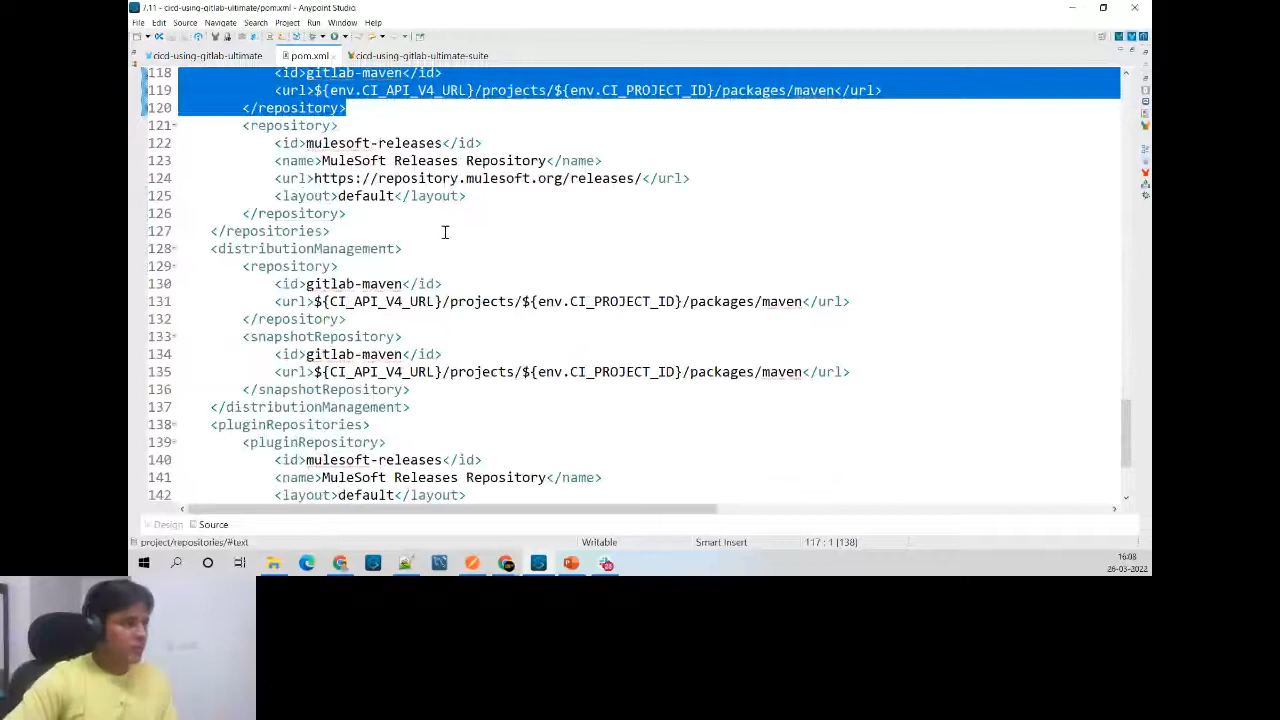 7.11 - cicd-using-gitlab-ultimate/pom.xml - Anypoint Studio
File Edit Source Navigate Search Project Run Window Help
cicd-using-gitlab-ultimate pom.xml cicd-using-gitlab-ultimate-suite
118 <id>gitlab-maven</id>
119 <url>${env.CI_API_V4_URL}/projects/${env.CI_PROJECT_ID}/packages/maven</url>
120 </repository>
121 <repository>
122 <id>mulesoft-releases</id>
123 <name>MuleSoft Releases Repository</name>
124 <url>https://repository.mulesoft.org/releases/</url>
125 <layout>default</layout>
126 </repository>
127 </repositories>
128 <distributionManagement>
129 <repository>
130 <id>gitlab-maven</id>
131 <url>${CI_API_V4_URL}/projects/${env.CI_PROJECT_ID}/packages/maven</url>
132 </repository>
133 <snapshotRepository>
134 <id>gitlab-maven</id>
135 <url>${CI_API_V4_URL}/projects/${env.CI_PROJECT_ID}/packages/maven</url>
136 </snapshotRepository>
137 </distributionManagement>
138 <pluginRepositories>
139 <pluginRepository>
140 <id>mulesoft-releases</id>
141 <name>MuleSoft Releases Repository</name>
142 <layout>default</layout>
Design Source
project/repositories/#text Writable Smart Insert 117 : 1 [138]
16:08
26-03-2022